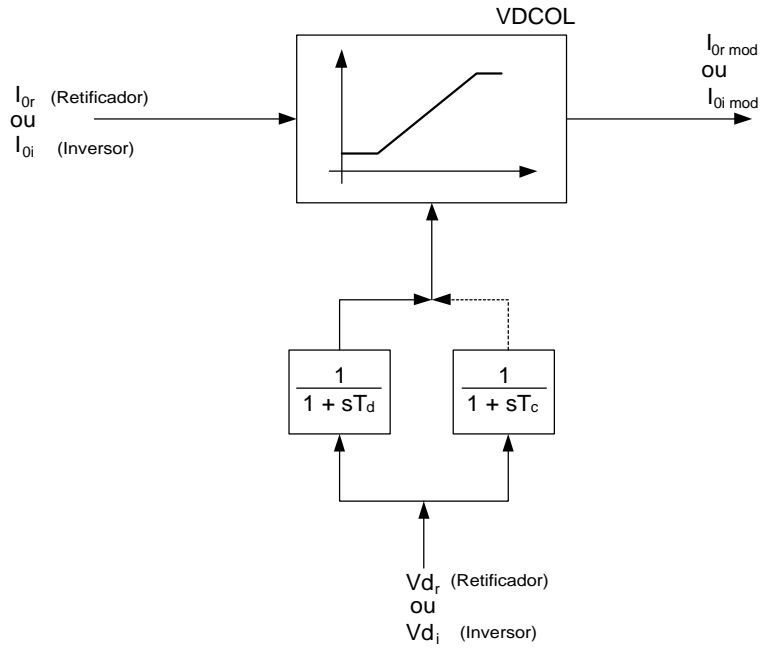 VDCOL
I0r (Retificador)
ou
I0i (Inversor)
I0r mod
ou
I0i mod
1
1 + sTd
1
1 + sTc
Vdr (Retificador)
ou
Vdi (Inversor)